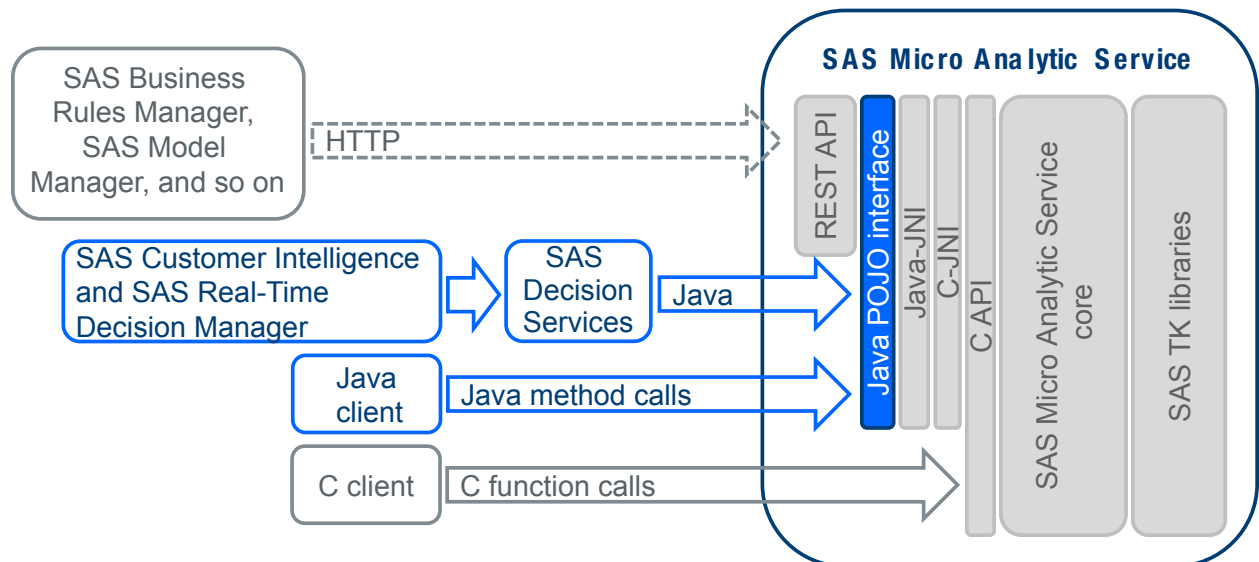 SAS Micro Analytic Service
SAS Business
Rules Manager,
SAS Model
Manager, and so on
HTTP
SAS Customer Intelligence
and SAS Real-Time
Decision Manager
SAS
Decision
Services
Java
Java
client
Java method calls
C client
C function calls
REST API
Java POJO interface
Java-JNI
C-JNI
C API
SAS Micro Analytic Service
core
SAS TK libraries